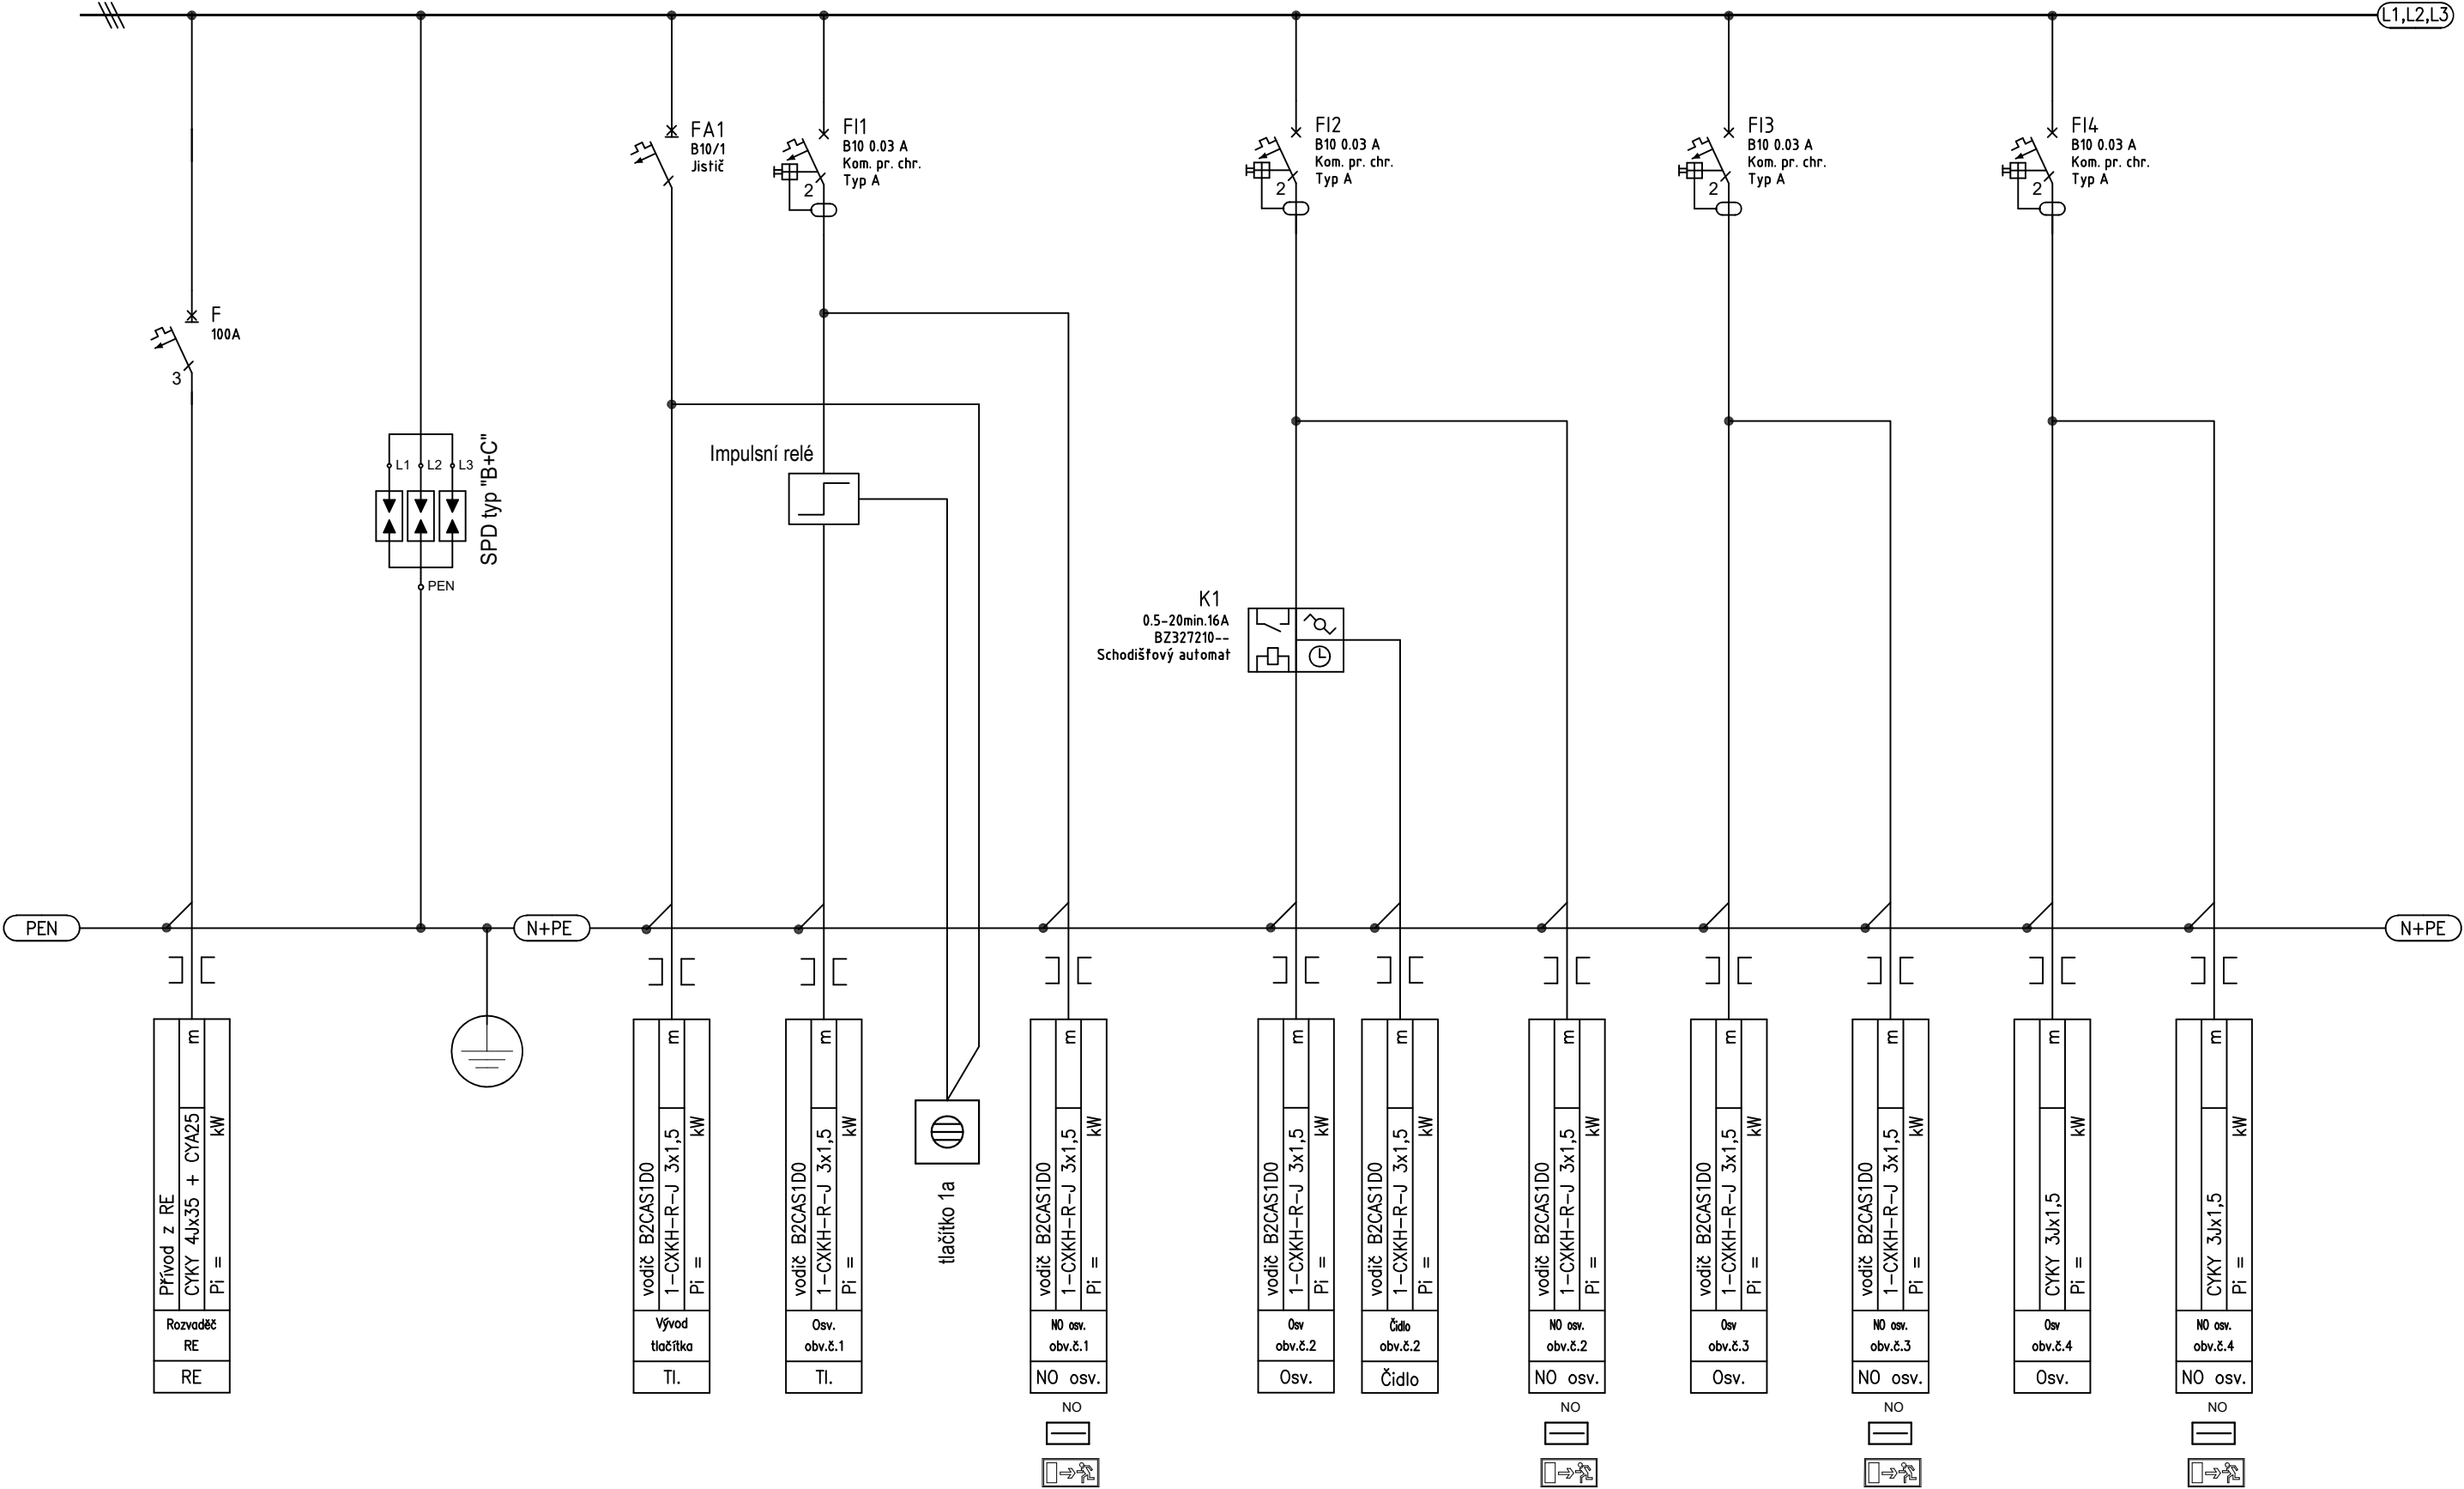 L1,L2,L3
F
100A
3
L1
L2
L3
SPD typ "B+C"
PEN
FA1
B10/1
Jistič
FI1
B10 0.03 A
Kom. pr. chr.
Typ A
2
Impulsní relé
FI2
B10 0.03 A
Kom. pr. chr.
Typ A
2
K1
0.5-20min.16A
BZ327210--
Schodišťový automat
FI3
B10 0.03 A
Kom. pr. chr.
Typ A
2
FI4
B10 0.03 A
Kom. pr. chr.
Typ A
2
PEN
N+PE
N+PE
Přívod z RE
CYKY 4Jx35 + CYA25
m
Pi =
kW
Rozvaděč
RE
RE
vodič B2CAS1D0
1-CXKH-R-J 3x1,5
m
Pi =
kW
Vývod
tlačítka
Tl.
vodič B2CAS1D0
1-CXKH-R-J 3x1,5
m
Pi =
kW
Osv.
obv.č.1
Tl.
tlačítko 1a
vodič B2CAS1D0
1-CXKH-R-J 3x1,5
m
Pi =
kW
NO osv.
obv.č.1
NO osv.
NO
vodič B2CAS1D0
1-CXKH-R-J 3x1,5
m
Pi =
kW
Osv
obv.č.2
Osv.
vodič B2CAS1D0
1-CXKH-R-J 3x1,5
m
Pi =
kW
Čidlo
obv.č.2
Čidlo
vodič B2CAS1D0
1-CXKH-R-J 3x1,5
m
Pi =
kW
NO osv.
obv.č.2
NO osv.
NO
vodič B2CAS1D0
1-CXKH-R-J 3x1,5
m
Pi =
kW
Osv
obv.č.3
Osv.
vodič B2CAS1D0
1-CXKH-R-J 3x1,5
m
Pi =
kW
NO osv.
obv.č.3
NO osv.
NO
CYKY 3Jx1,5
m
Pi =
kW
Osv
obv.č.4
Osv.
CYKY 3Jx1,5
m
Pi =
kW
NO osv.
obv.č.4
NO osv.
NO